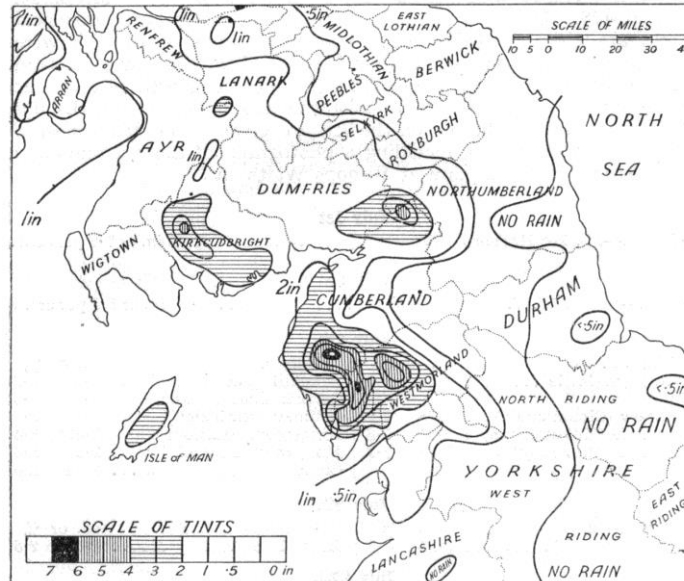 1in
·5in
EAST
LOTHIAN
SCALE OF MILES
10 5 0 10 20 30 40
RENFREW
1in
MIDLOTHIAN
BERWICK
LANARK
PEEBLES
ARRAN
SELKIRK
NORTH
SEA
ROXBURGH
AYR
1in
DUMFRIES
NORTHUMBERLAND
1in
NO RAIN
KIRKCUDBRIGHT
WIGTOWN
2in
CUMBERLAND
DURHAM
<·5in
WESTMORLAND
<·5in
NORTH RIDING
NO RAIN
ISLE of MAN
YORKSHIRE
WEST
1in ·5in
EAST
RIDING
SCALE OF TINTS
7 6 5 4 3 2 1 ·5 0 in
LANCASHIRE
RIDING
NO RAIN
NO RAIN